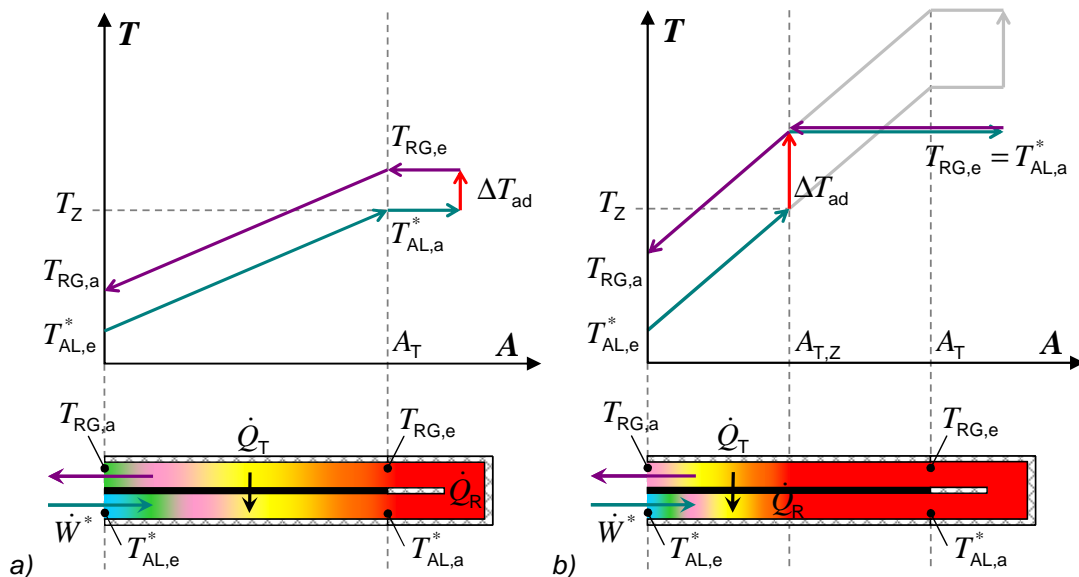 T
T_RG,e
ΔT_ad
T_Z
T*_AL,a
T_RG,a
T*_AL,e
A_T
A
T_RG,a
Q̇_T
T_RG,e
Q̇_R
Ẇ*
T*_AL,e
T*_AL,a
a)
T
T_RG,e = T*_AL,a
ΔT_ad
T_Z
T_RG,a
T*_AL,e
A_T,Z
A_T
A
T_RG,a
Q̇_T
T_RG,e
Q̇_R
Ẇ*
T*_AL,e
T*_AL,a
b)